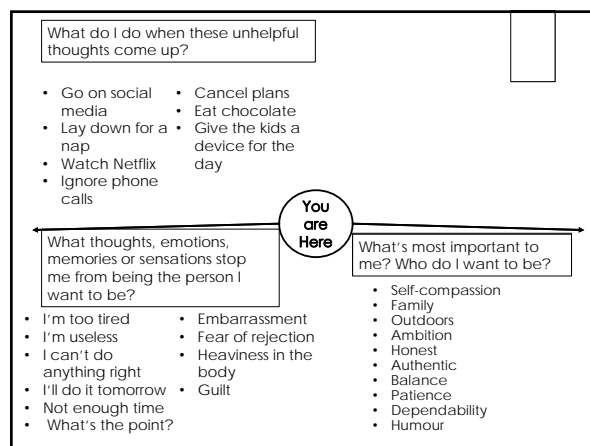 What do I do when these unhelpful
thoughts come up?
• Go on social
media
• Lay down for a
nap
• Watch Netflix
• Ignore phone
calls
• Cancel plans
• Eat chocolate
• Give the kids a
device for the
day
You
are
Here
What thoughts, emotions,
memories or sensations stop
me from being the person I
want to be?
• I'm too tired
• I'm useless
• I can't do
anything right
• I'll do it tomorrow
• Not enough time
• What's the point?
• Embarrassment
• Fear of rejection
• Heaviness in the
body
• Guilt
What's most important to
me? Who do I want to be?
• Self-compassion
• Family
• Outdoors
• Ambition
• Honest
• Authentic
• Balance
• Patience
• Dependability
• Humour